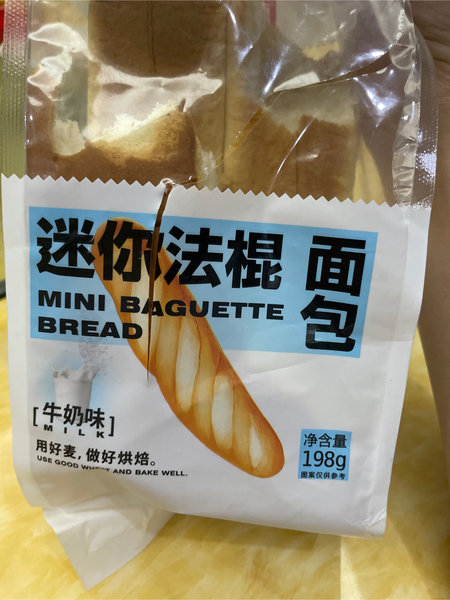 迷你法棍 面包
MINI BAGUETTE
BREAD
[牛奶味]
MILK
用好麦,做好烘焙。
USE GOOD WHEAT AND BAKE WELL.
净含量
198g
图案仅供参考